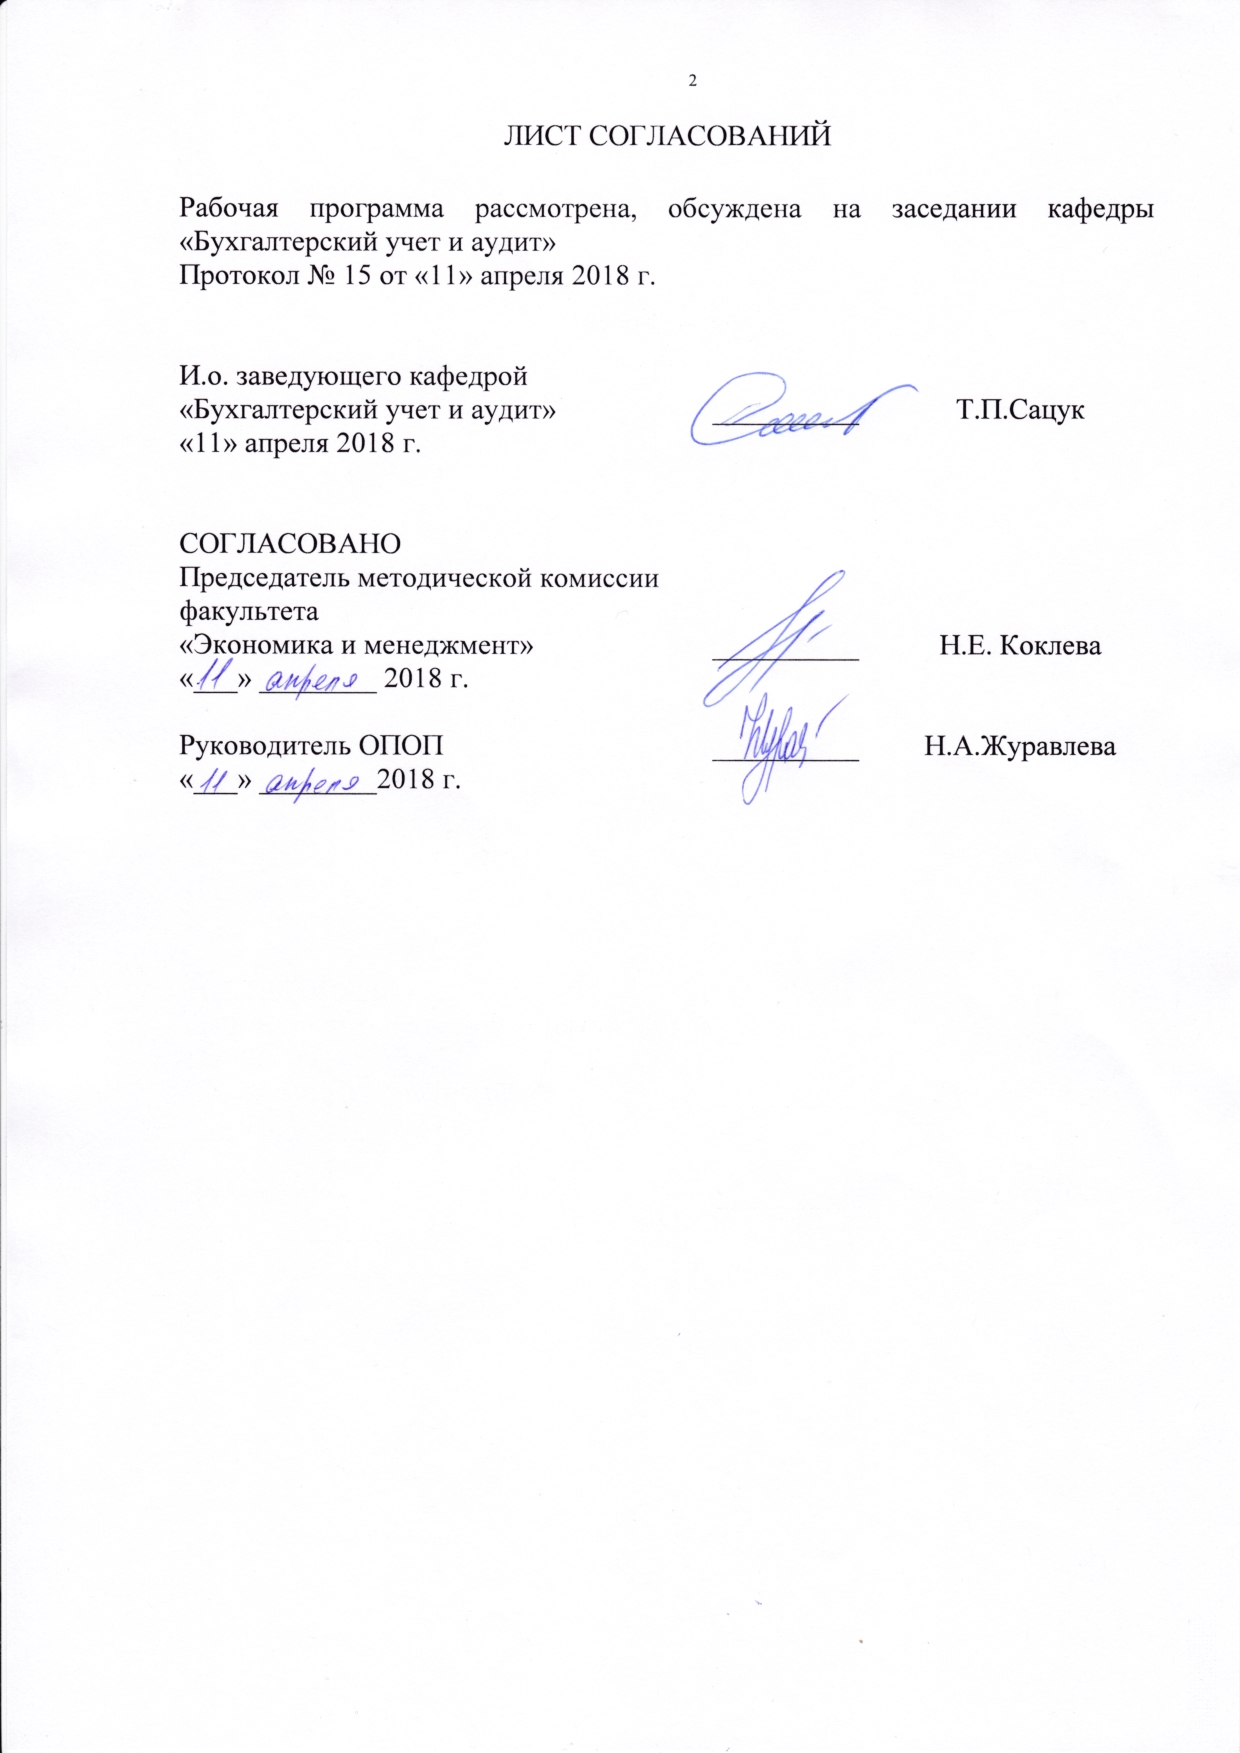 2
ЛИСТ СОГЛАСОВАНИЙ
Рабочая программа рассмотрена, обсуждена на заседании кафедры
«Бухгалтерский учет и аудит»
Протокол № 15 от «11» апреля 2018 г.
И.о. заведующего кафедрой
«Бухгалтерский учет и аудит» Т.П.Сацук
«11» апреля 2018 г.
СОГЛАСОВАНО
Председатель методической комиссии
факультета
«Экономика и менеджмент» Н.Е. Коклева
«11» апреля 2018 г.
Руководитель ОПОП Н.А.Журавлева
«11» апреля 2018 г.